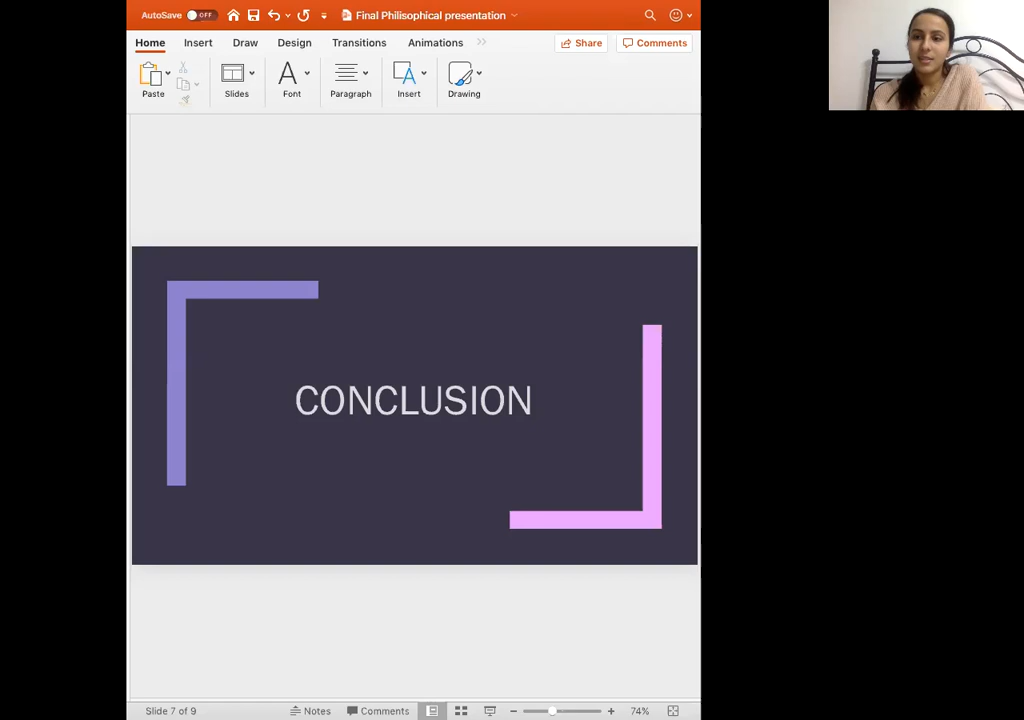 AutoSave OFF Final Philisophical presentation
Home Insert Draw Design Transitions Animations Share Comments
Paste Slides Font Paragraph Insert Drawing
CONCLUSION
Slide 7 of 9 Notes Comments 74%